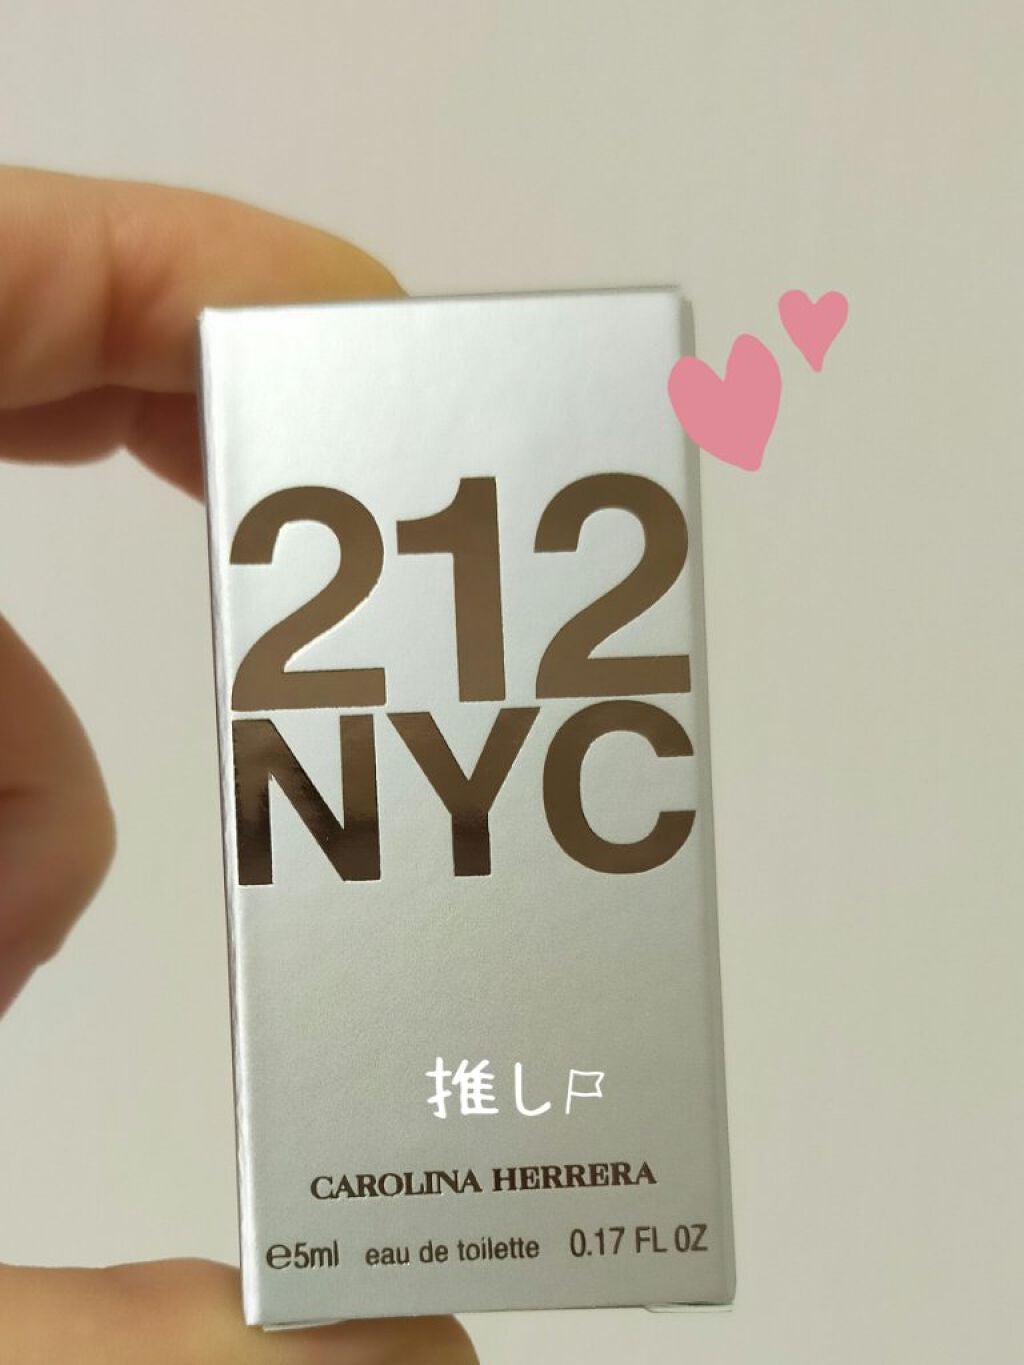 212
NYC
推し
CAROLINA HERRERA
℮5ml eau de toilette 0.17 FL OZ